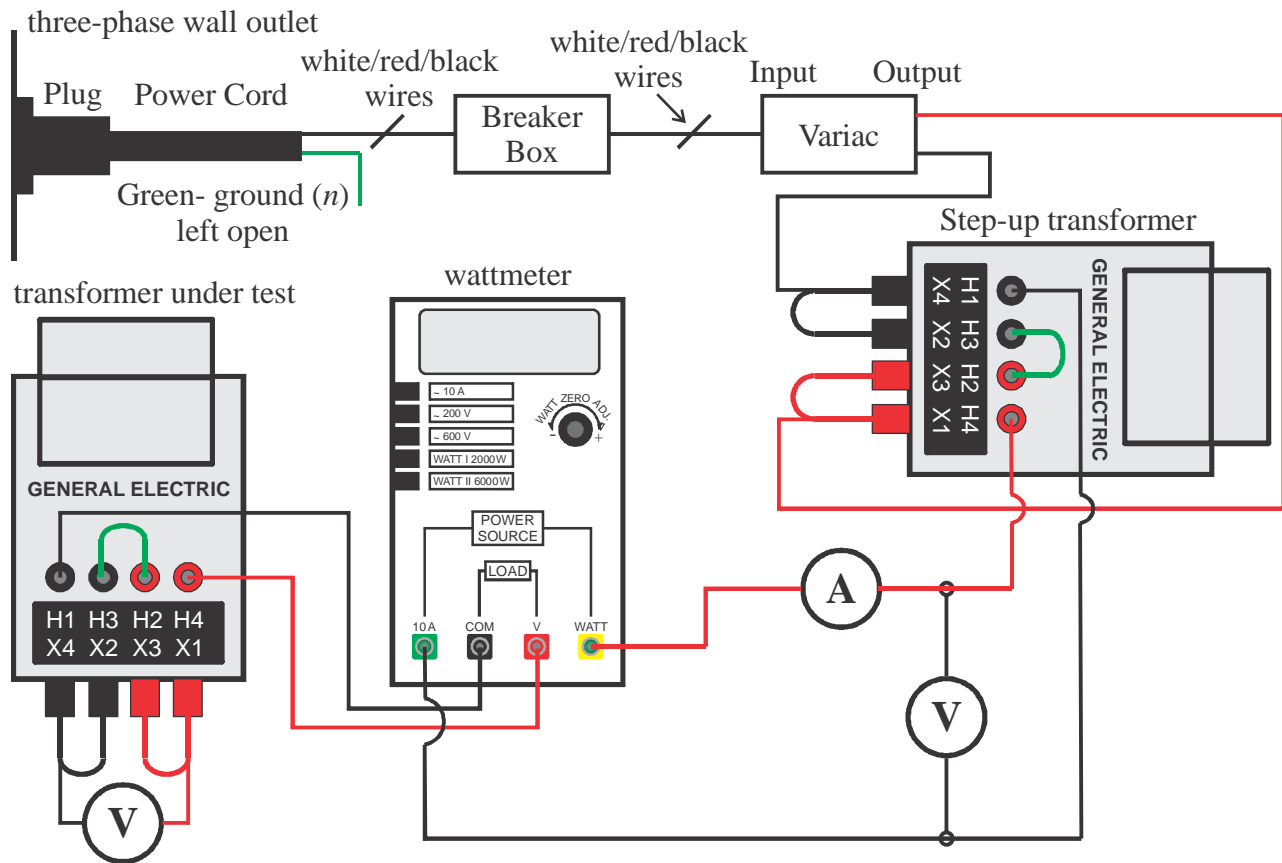 three-phase wall outlet
Plug
Power Cord
white/red/black
wires
Breaker
Box
white/red/black
wires
Input
Output
Variac
Green- ground (n)
left open
Step-up transformer
H1
H3
H2
H4
X4
X2
X3
X1
GENERAL ELECTRIC
wattmeter
~ 10 A
~ 200 V
~ 600 V
WATT I 2000W
WATT II 6000W
WATT ZERO ADJ.
- +
POWER
SOURCE
LOAD
10 A COM V WATT
transformer under test
GENERAL ELECTRIC
H1 H3 H2 H4
X4 X2 X3 X1
V
A
V